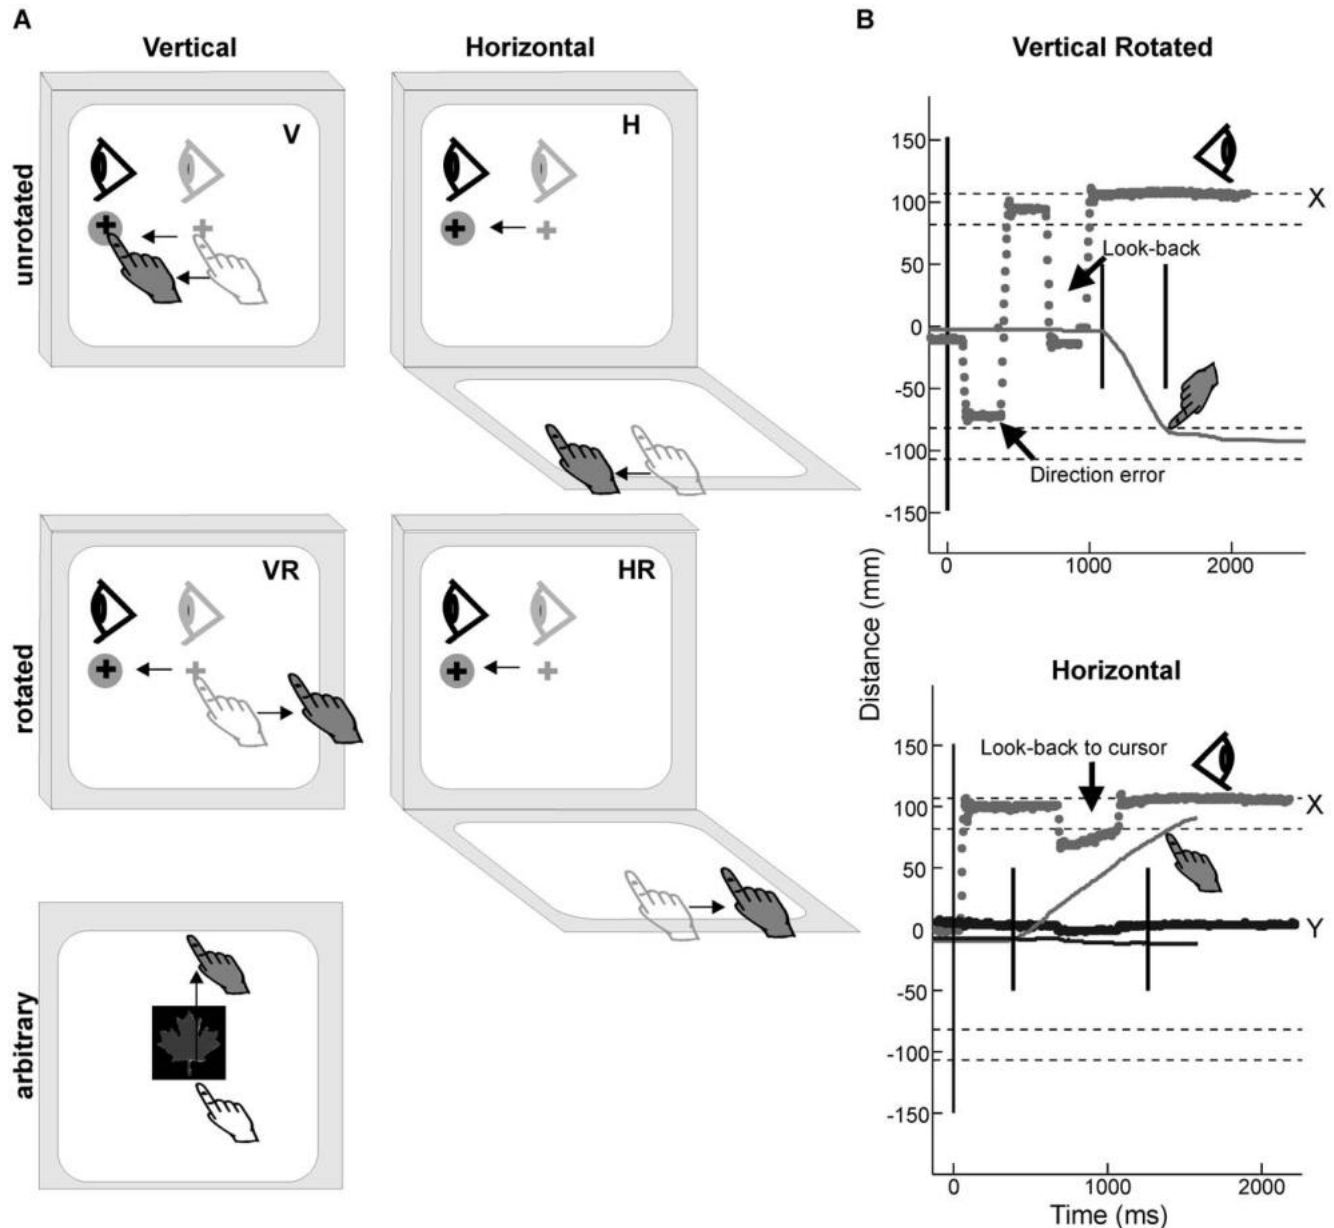 A
Vertical
Horizontal
unrotated
V
H
rotated
VR
HR
arbitrary
B
Vertical Rotated
150
100
50
0
-50
-100
-150
X
Look-back
Direction error
0
1000
2000
Distance (mm)
Horizontal
Look-back to cursor
150
100
50
0
-50
-100
-150
X
Y
0
1000
2000
Time (ms)